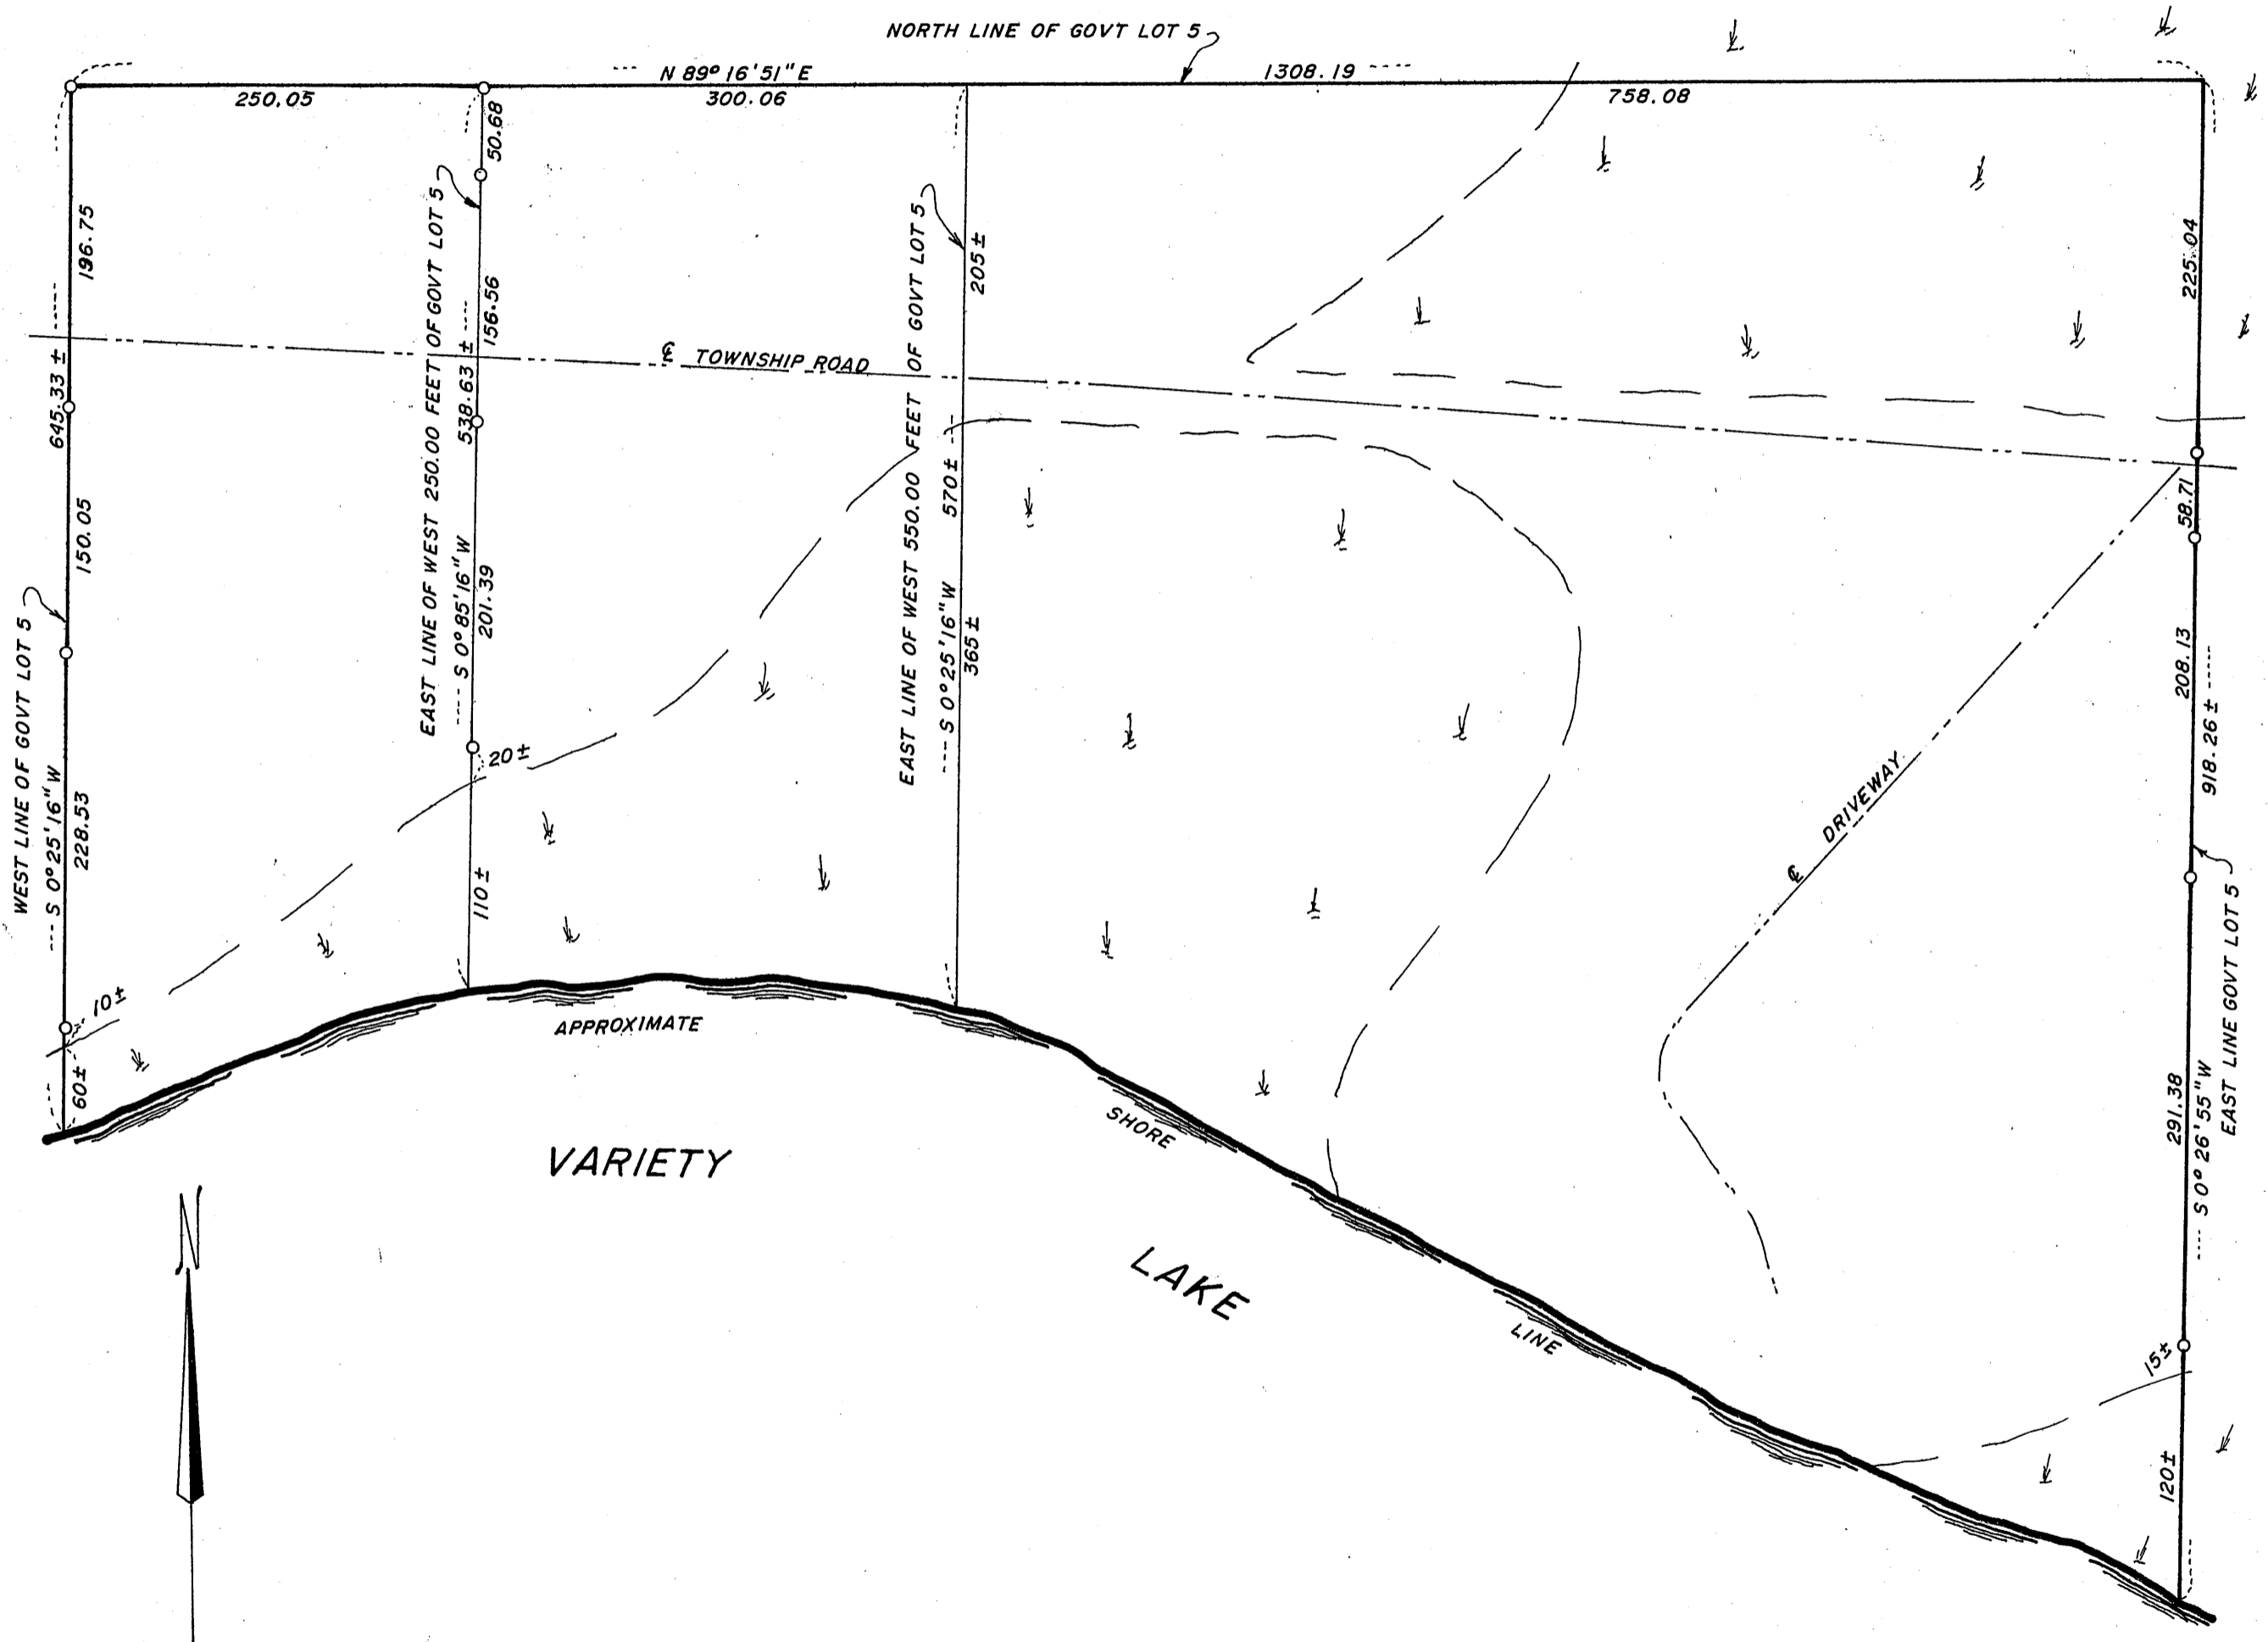 NORTH LINE OF GOVT LOT 5
N 89° 16' 51" E
1308.19
250.05
300.06
758.08
50.68
196.75
645.33 ±
150.05
WEST LINE OF GOVT LOT 5
S 0° 25' 16" W
228.53
10 ±
60 ±
EAST LINE OF WEST 250.00 FEET OF GOVT LOT 5
156.56
538.63 ±
S 0° 85' 16" W
201.39
20 ±
110 ±
℄ TOWNSHIP ROAD
EAST LINE OF WEST 550.00 FEET OF GOVT LOT 5
205 ±
570 ±
S 0° 25' 16" W
365 ±
225.04
58.71
208.13
918.26 ±
℄ DRIVEWAY
EAST LINE GOVT LOT 5
291.38
S 0° 26' 55" W
15 ±
120 ±
APPROXIMATE
SHORE
LINE
VARIETY
LAKE
N